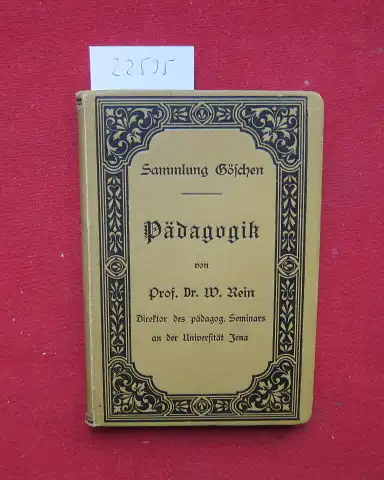 22595
Sammlung Göschen
Pädagogik
von
Prof. Dr. W. Rein
Direktor des pädagog. Seminars
an der Universität Jena